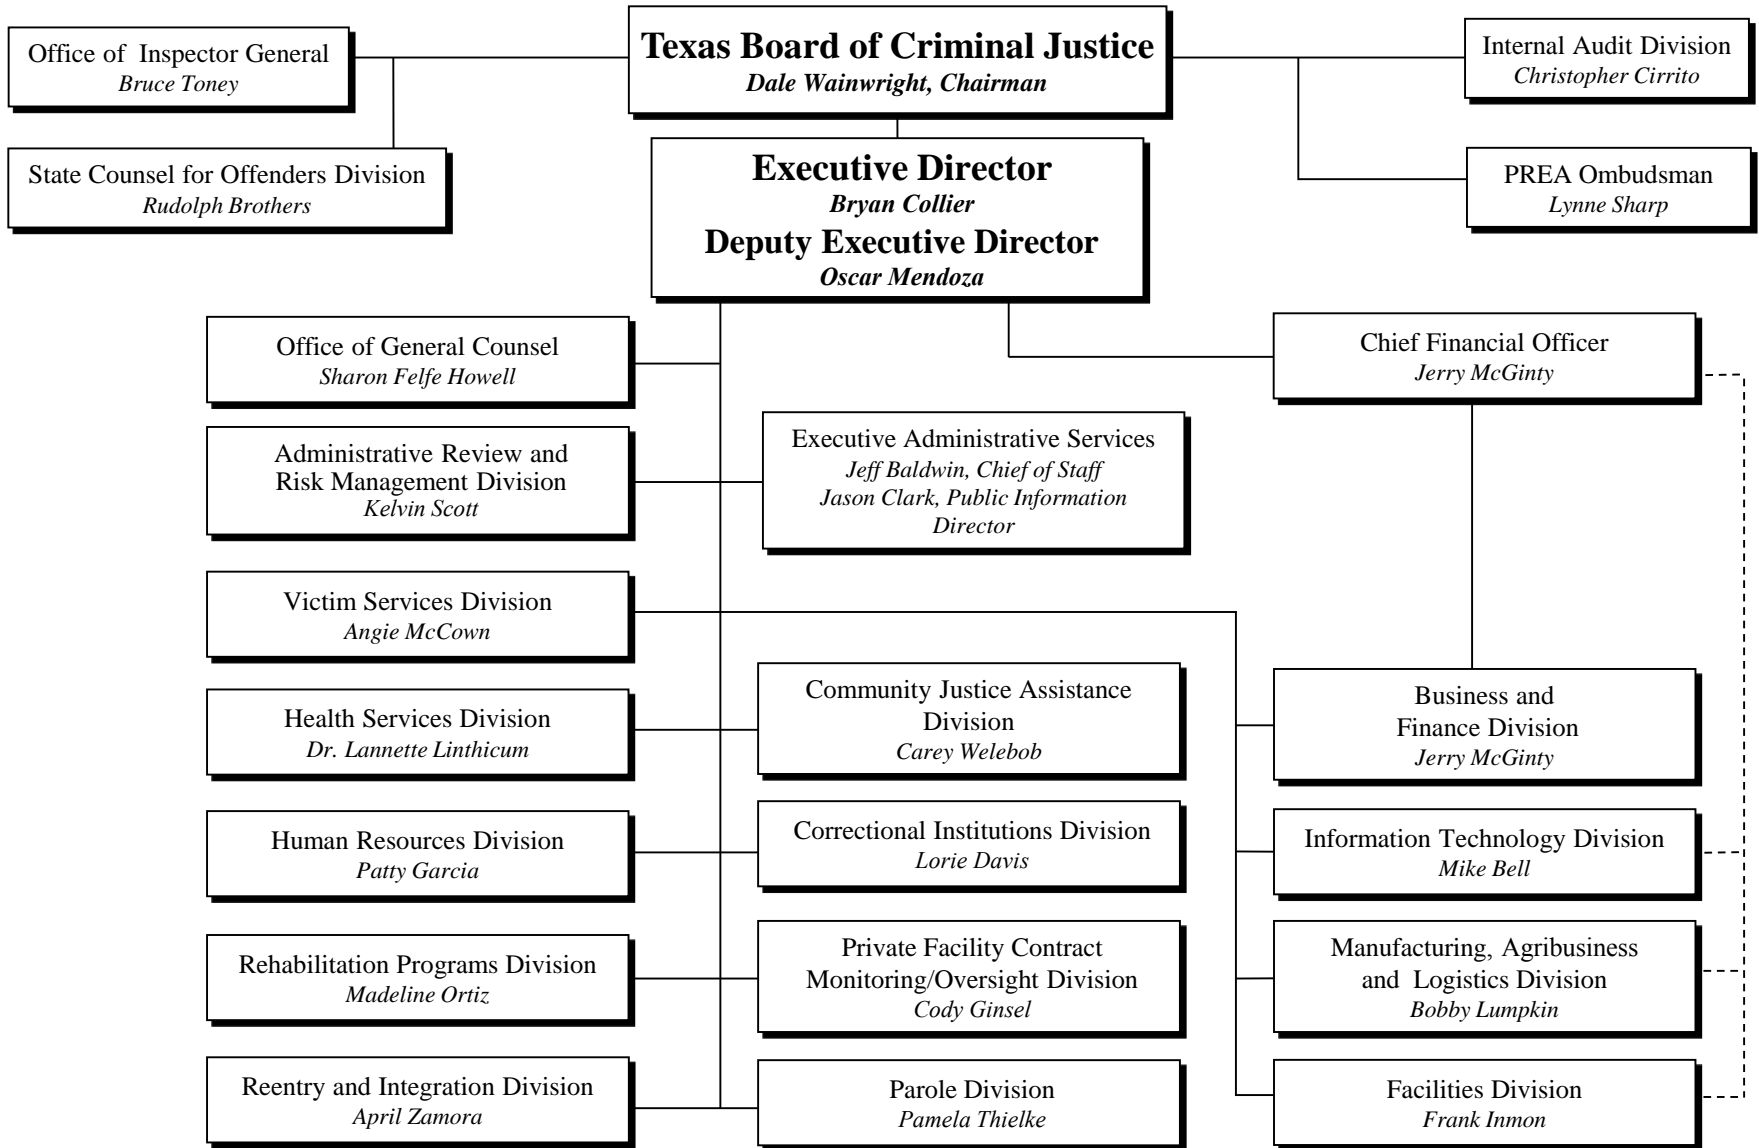 Office of Inspector General
Bruce Toney
Texas Board of Criminal Justice
Dale Wainwright, Chairman
Internal Audit Division
Christopher Cirrito
State Counsel for Offenders Division
Rudolph Brothers
Executive Director
Bryan Collier
Deputy Executive Director
Oscar Mendoza
PREA Ombudsman
Lynne Sharp
Office of General Counsel
Sharon Felfe Howell
Chief Financial Officer
Jerry McGinty
Administrative Review and
Risk Management Division
Kelvin Scott
Executive Administrative Services
Jeff Baldwin, Chief of Staff
Jason Clark, Public Information
Director
Victim Services Division
Angie McCown
Health Services Division
Dr. Lannette Linthicum
Community Justice Assistance
Division
Carey Welebob
Business and
Finance Division
Jerry McGinty
Human Resources Division
Patty Garcia
Correctional Institutions Division
Lorie Davis
Information Technology Division
Mike Bell
Rehabilitation Programs Division
Madeline Ortiz
Private Facility Contract
Monitoring/Oversight Division
Cody Ginsel
Manufacturing, Agribusiness
and Logistics Division
Bobby Lumpkin
Reentry and Integration Division
April Zamora
Parole Division
Pamela Thielke
Facilities Division
Frank Inmon